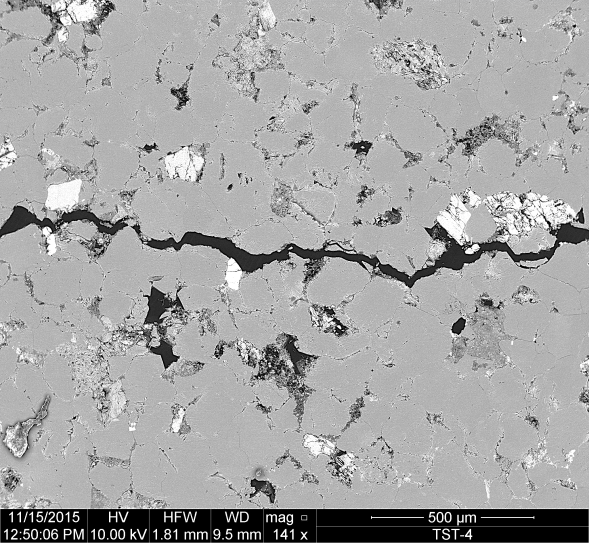 11/15/2015 HV HFW WD mag □ 500 µm
12:50:06 PM 10.00 kV 1.81 mm 9.5 mm 141 x TST-4